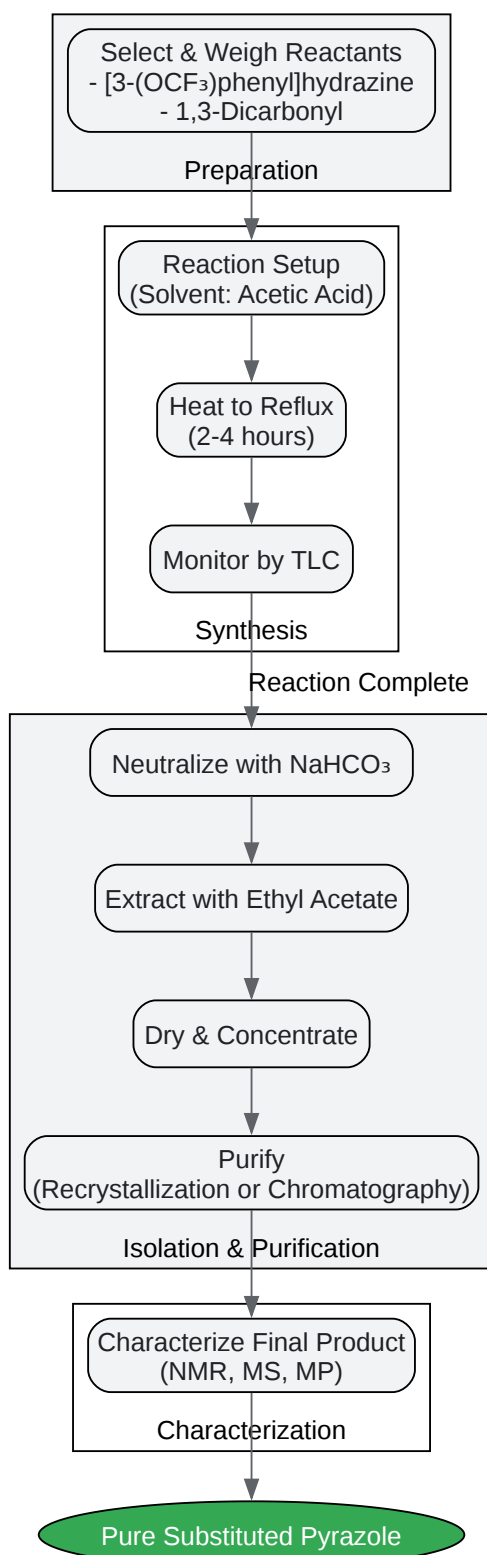 Select & Weigh Reactants
- [3-(OCF₃)phenyl]hydrazine
- 1,3-Dicarbonyl
Preparation
Reaction Setup
(Solvent: Acetic Acid)
Heat to Reflux
(2-4 hours)
Monitor by TLC
Synthesis
Reaction Complete
Neutralize with NaHCO₃
Extract with Ethyl Acetate
Dry & Concentrate
Purify
(Recrystallization or Chromatography)
Isolation & Purification
Characterize Final Product
(NMR, MS, MP)
Characterization
Pure Substituted Pyrazole